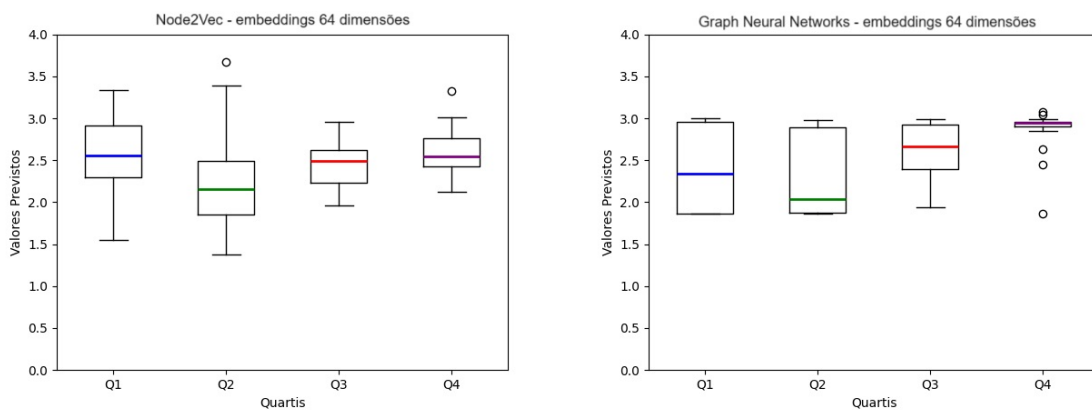 Node2Vec - embeddings 64 dimensões
4.0
3.5
3.0
2.5
2.0
1.5
1.0
0.5
0.0
Valores Previstos
Q1 Q2 Q3 Q4
Quartis
Graph Neural Networks - embeddings 64 dimensões
4.0
3.5
3.0
2.5
2.0
1.5
1.0
0.5
0.0
Valores Previstos
Q1 Q2 Q3 Q4
Quartis